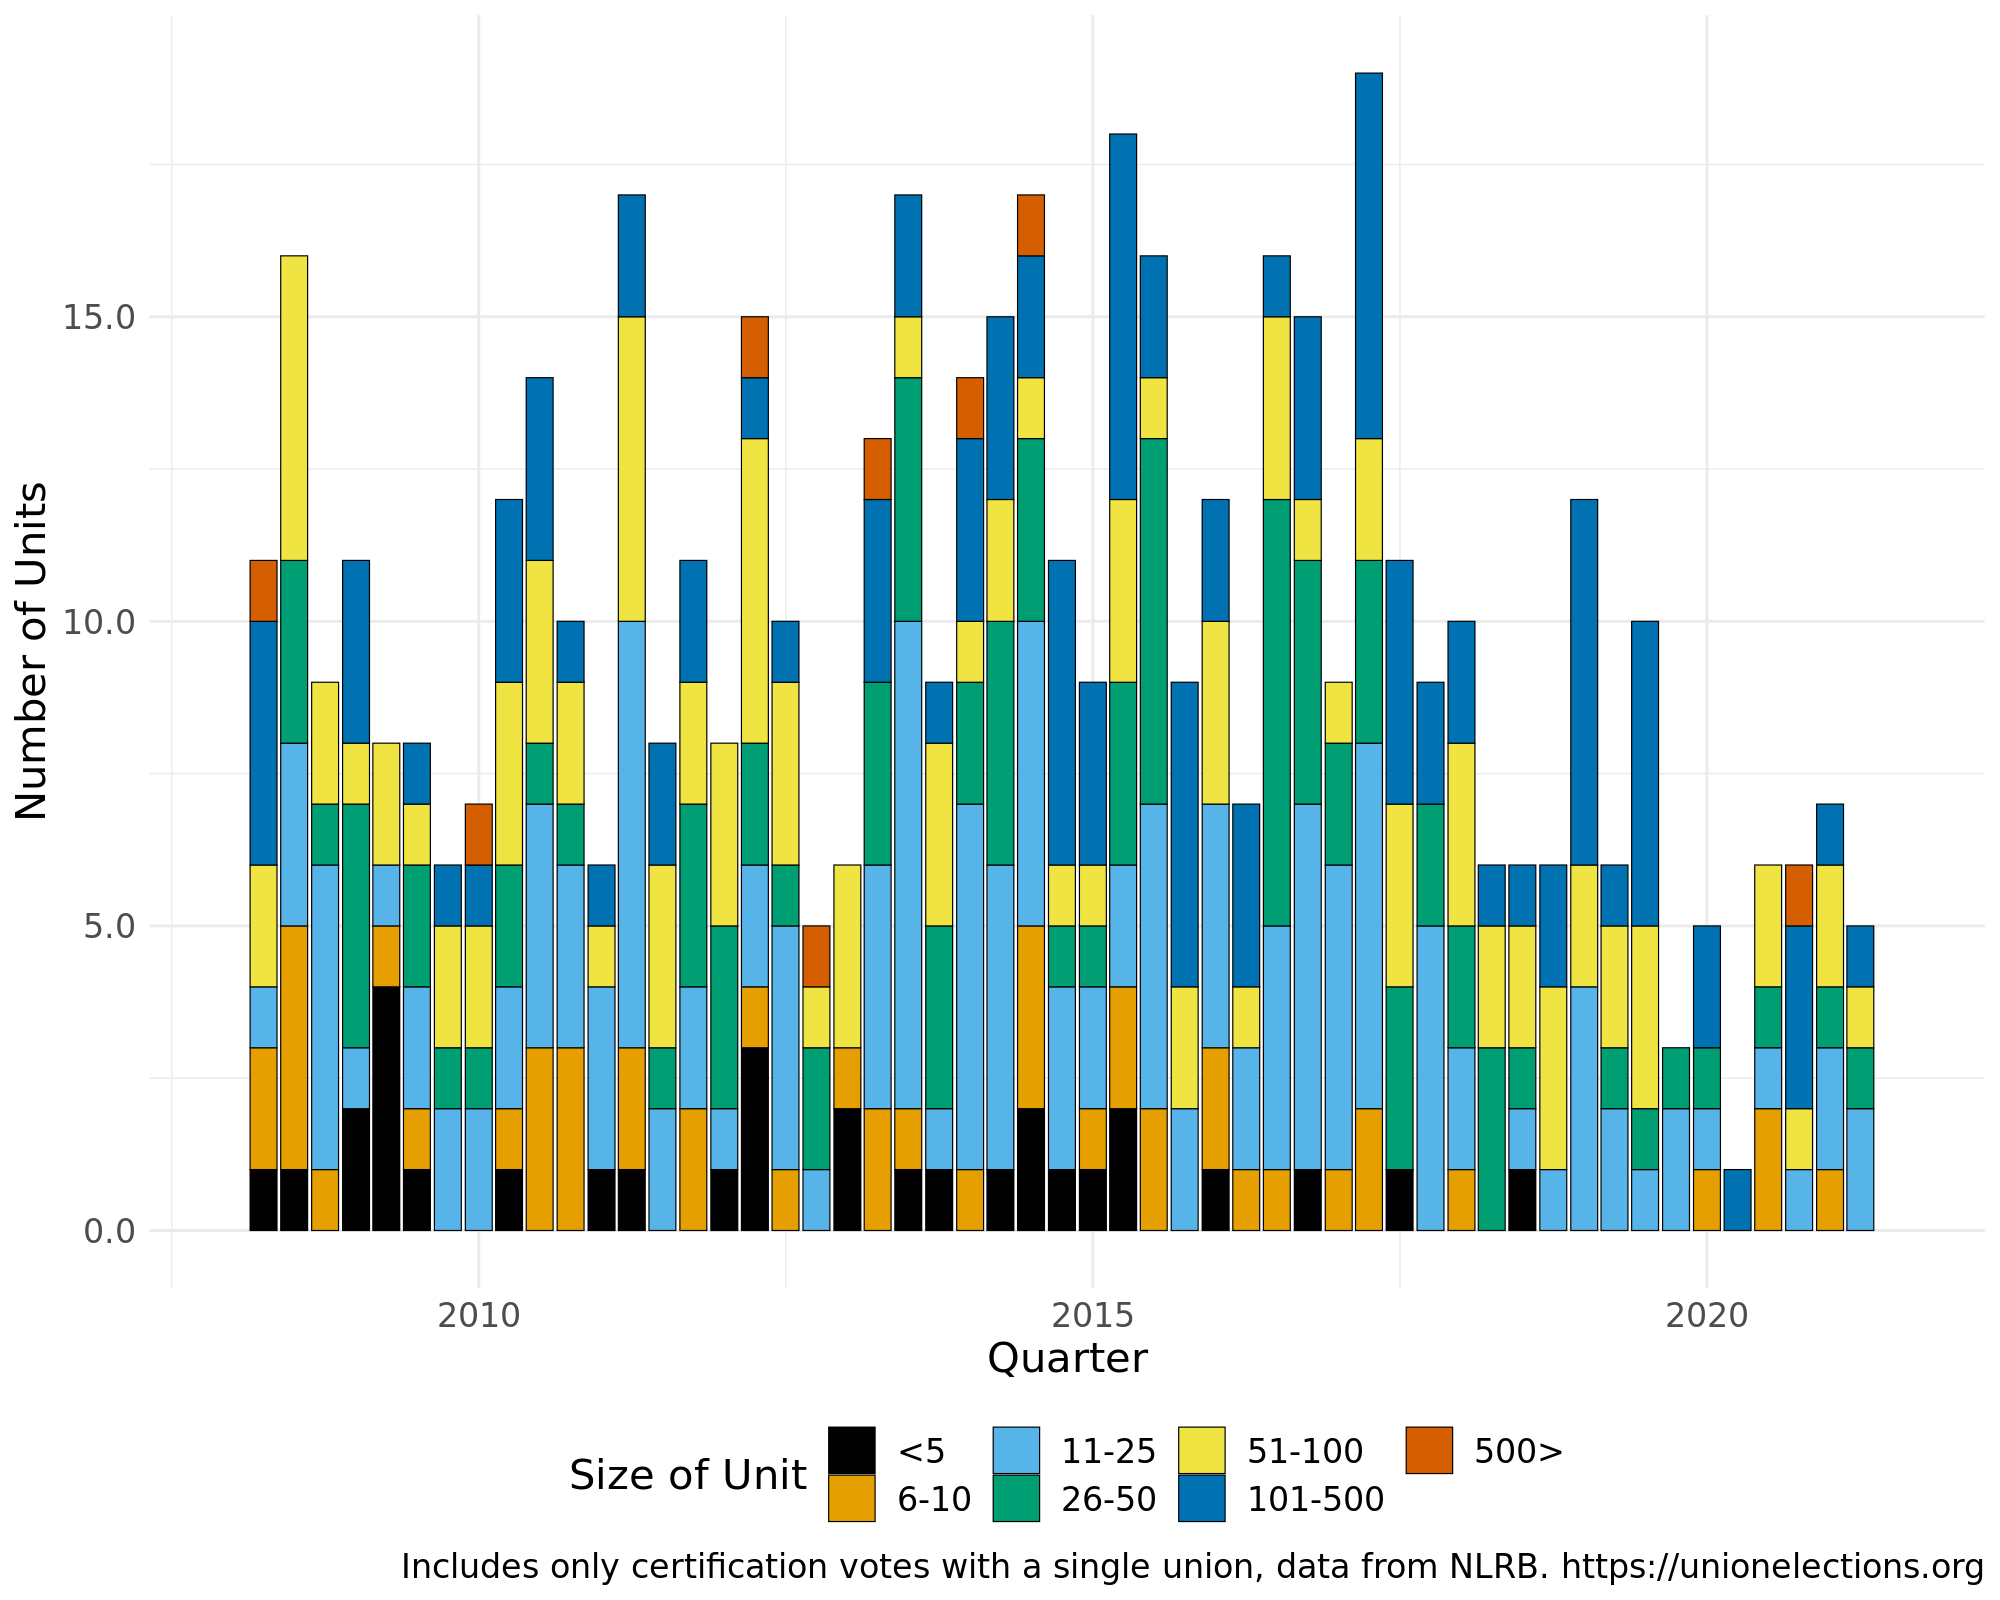 15.0
10.0
5.0
0.0
Number of Units
2010 2015 2020
Quarter
Size of Unit
<5 11-25 51-100 500>
6-10 26-50 101-500
Includes only certification votes with a single union, data from NLRB. https://unionelections.org